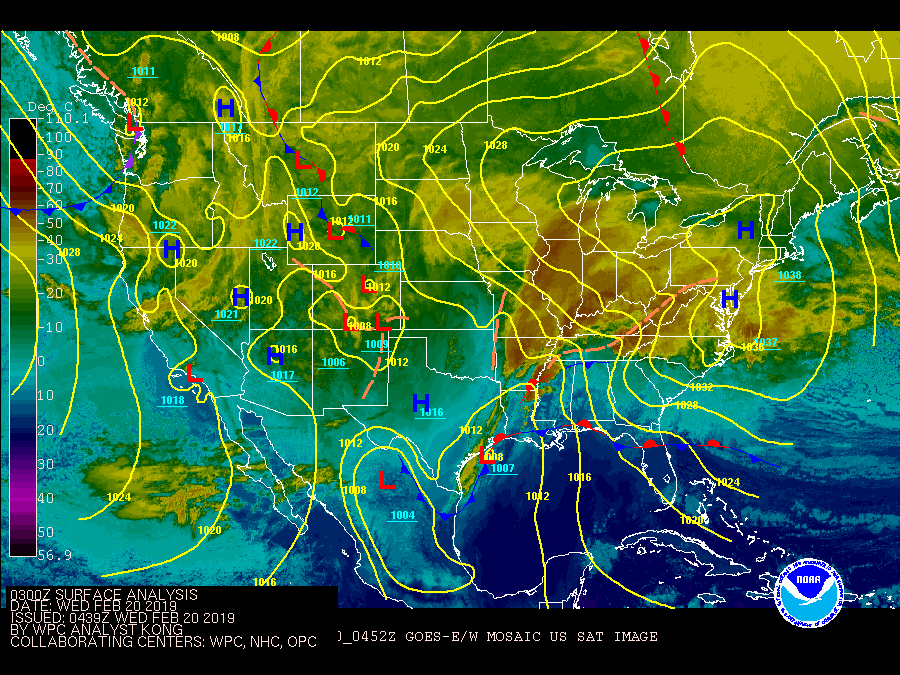 1008
1012
1011
1012
Deg. C
-110.1
-100
-90
-80
-70
-60
-50
-40
-30
-20
-10
0
10
20
30
40
50
56.9
H
1017
1016
L
1020
1024
1028
L
1012
1016
1020
1022
1024
1028
H
1020
1022
H
1020
L
1012
1011
H
1038
1016
1010
L
1012
H
1020
1021
L
1008
L
1009
H
1037
1036
H
1016
1017
1006
1012
L
1018
H
1016
1032
1028
1012
1012
L
1008
1007
L
1008
1004
1012
1016
1024
1020
1024
1020
1016
NOAA
0300Z SURFACE ANALYSIS
DATE: WED FEB 20 2019
ISSUED: 0439Z WED FEB 20 2019
BY WPC ANALYST KONG
COLLABORATING CENTERS: WPC, NHC, OPC
0452Z GOES-E/W MOSAIC US SAT IMAGE